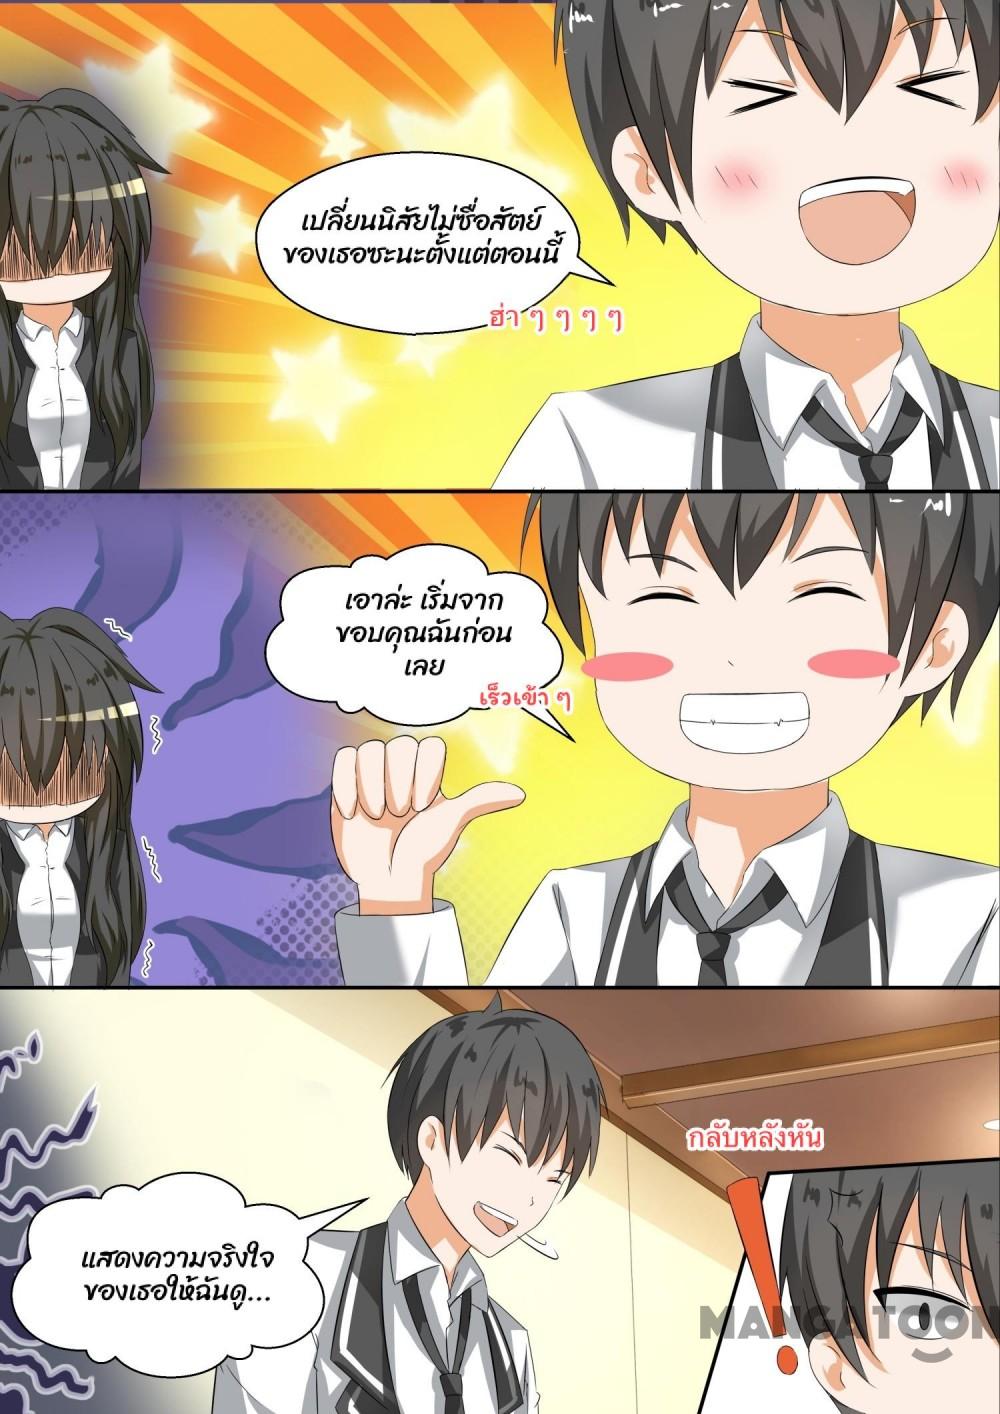 เปลี่ยนนิสัยไม่ซื่อสัตย์
ของเธอซะนะตั้งแต่ตอนนี้
ฮ่า ๆ ๆ ๆ ๆ
เอาล่ะ เริ่มจาก
ขอบคุณฉันก่อน
เลย
เร็วเข้า ๆ
กลับหลังหัน
!
แสดงความจริงใจ
ของเธอให้ฉันดู...
MANGATOON